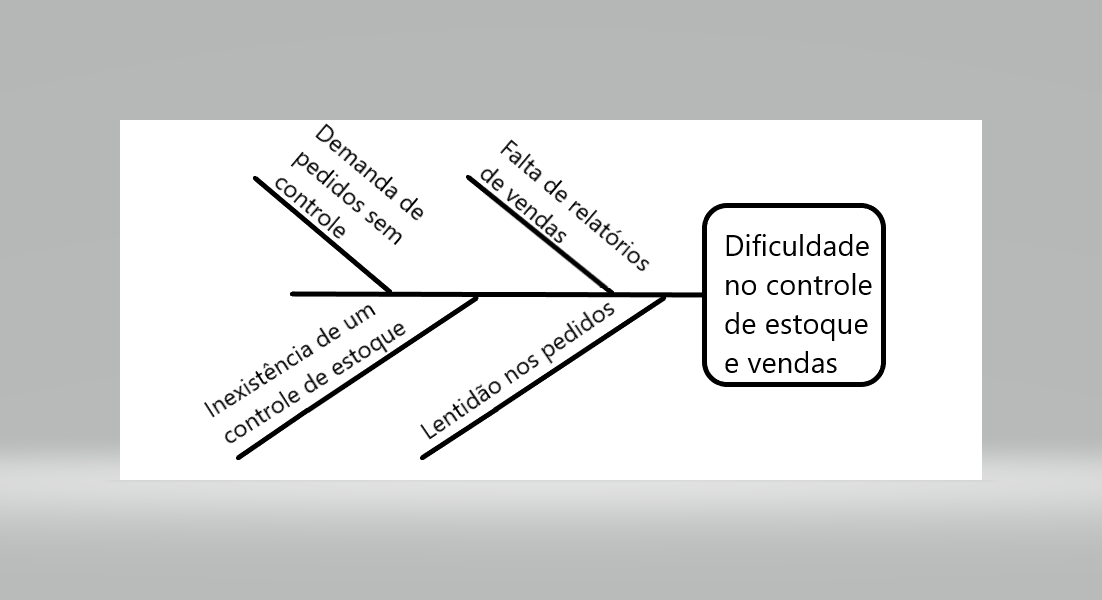 Demanda de
pedidos sem
controle
Falta de relatórios
de vendas
Dificuldade
no controle
de estoque
e vendas
Inexistência de um
controle de estoque
Lentidão nos pedidos